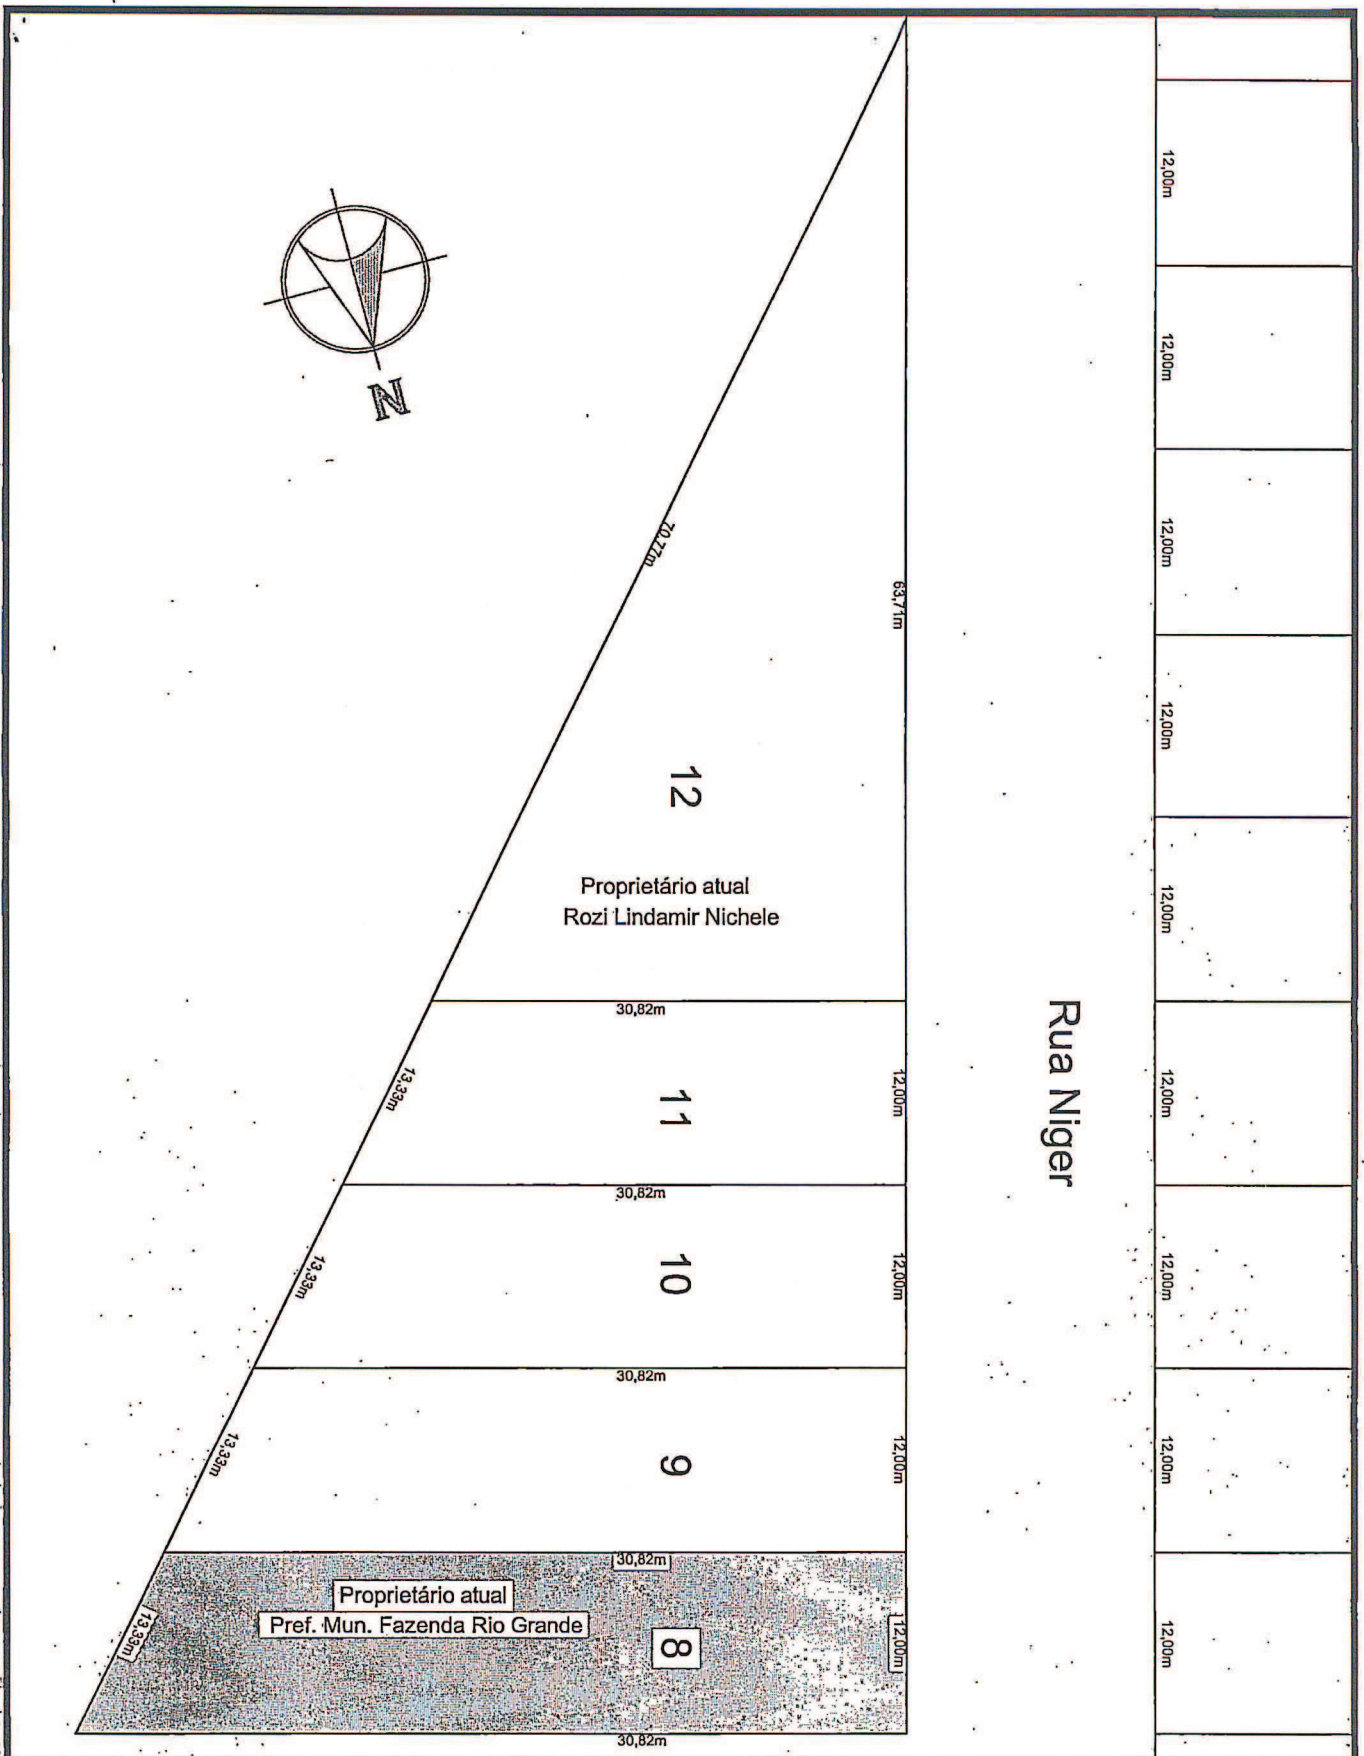 12,00m
12,00m
12,00m
12,00m
12,00m
12,00m
12,00m
12,00m
12,00m
Rua Niger
N
70,77m
63,71m
12
Proprietário atual
Rozi Lindamir Nichele
30,82m
13,33m
11
12,00m
30,82m
13,33m
10
12,00m
30,82m
13,33m
9
12,00m
30,82m
Proprietário atual
Pref. Mun. Fazenda Rio Grande
13,33m
8
12,00m
30,82m